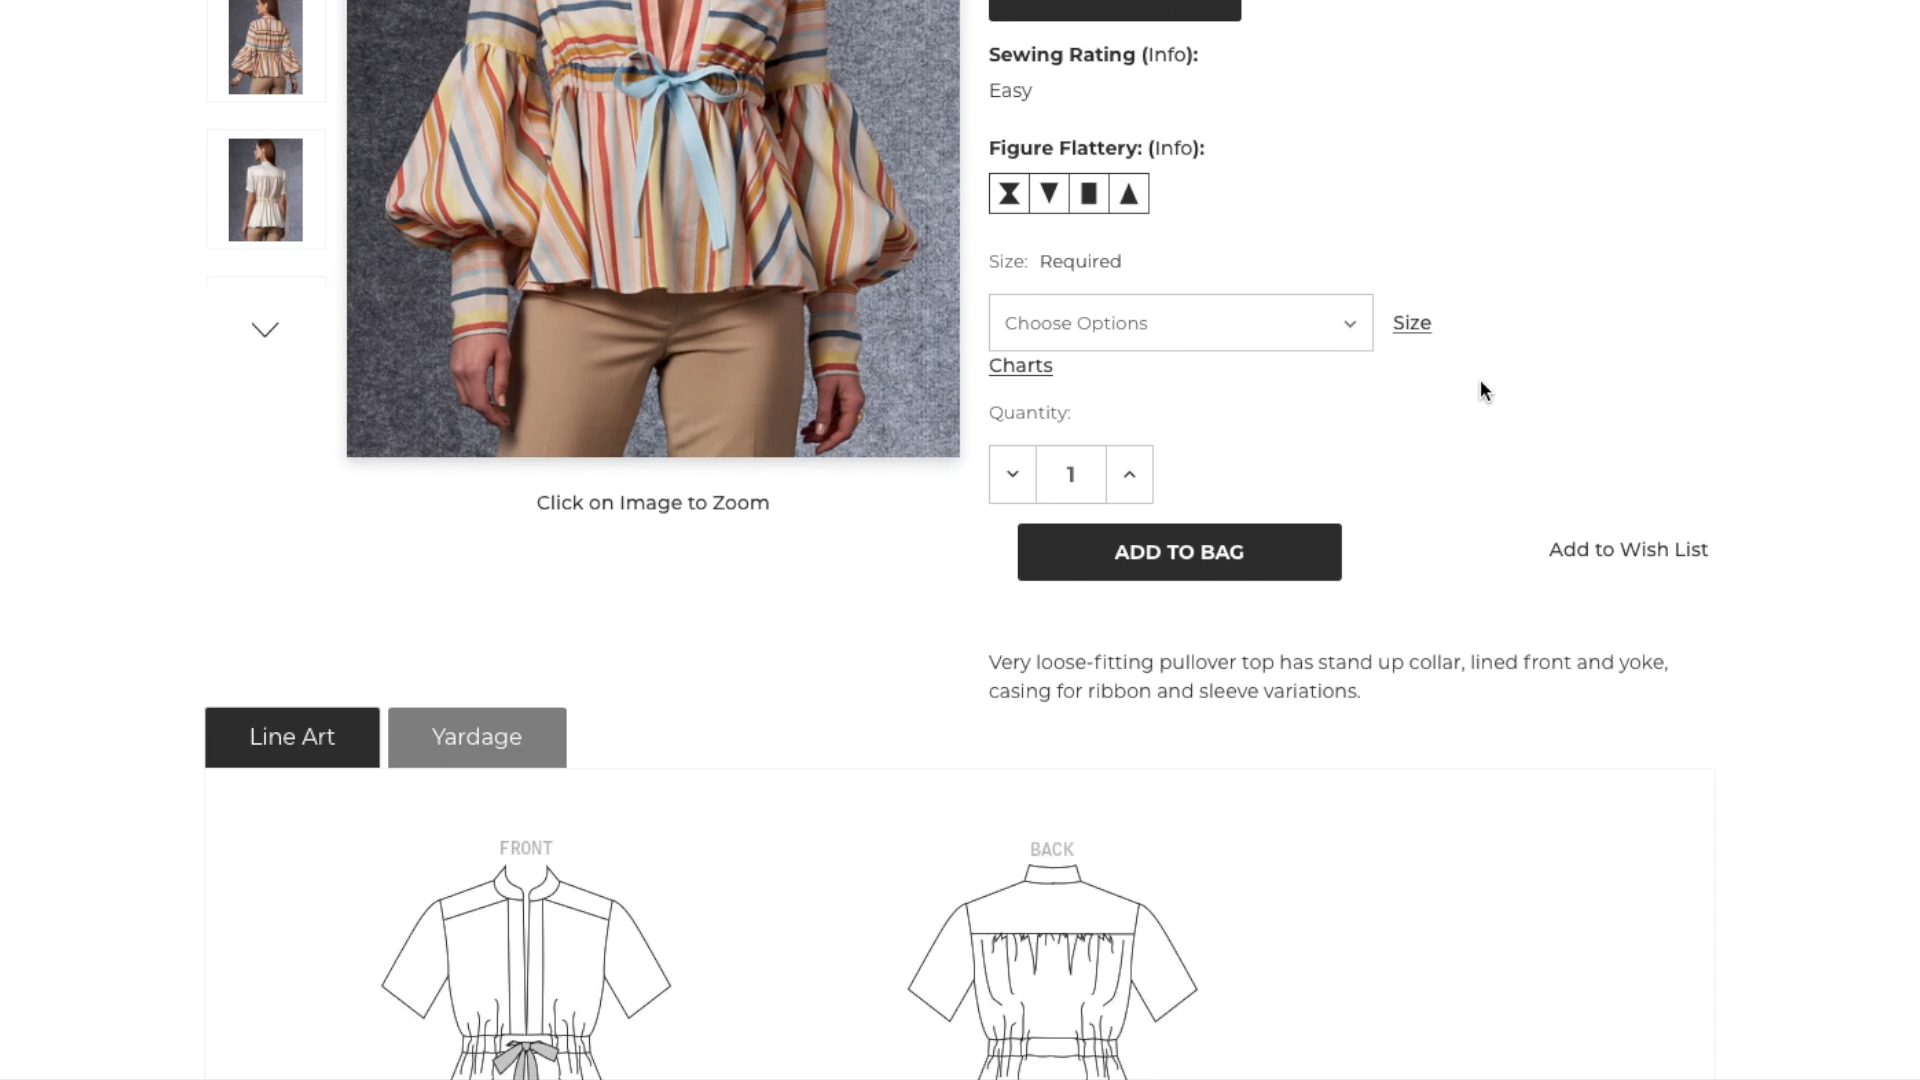 Sewing Rating (Info):
Easy
Figure Flattery: (Info):
Size: Required
Choose Options
Size
Charts
Quantity:
1
Click on Image to Zoom
ADD TO BAG
Add to Wish List
Very loose-fitting pullover top has stand up collar, lined front and yoke,
casing for ribbon and sleeve variations.
Line Art
Yardage
FRONT
BACK